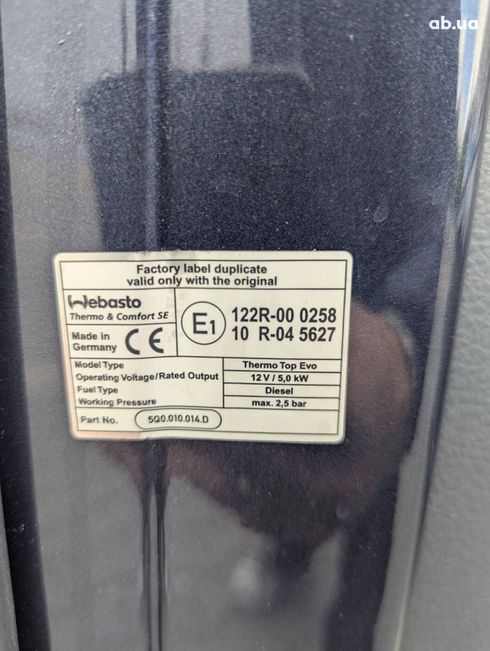 ab.ua
Factory label duplicate
valid only with the original
Webasto
Thermo & Comfort SE
Made in
Germany
CE
E1
122R-00 0258
10 R-04 5627
Model Type Thermo Top Evo
Operating Voltage/Rated Output 12 V / 5,0 kW
Fuel Type Diesel
Working Pressure max. 2,5 bar
Part No. 5Q0.010.014.D